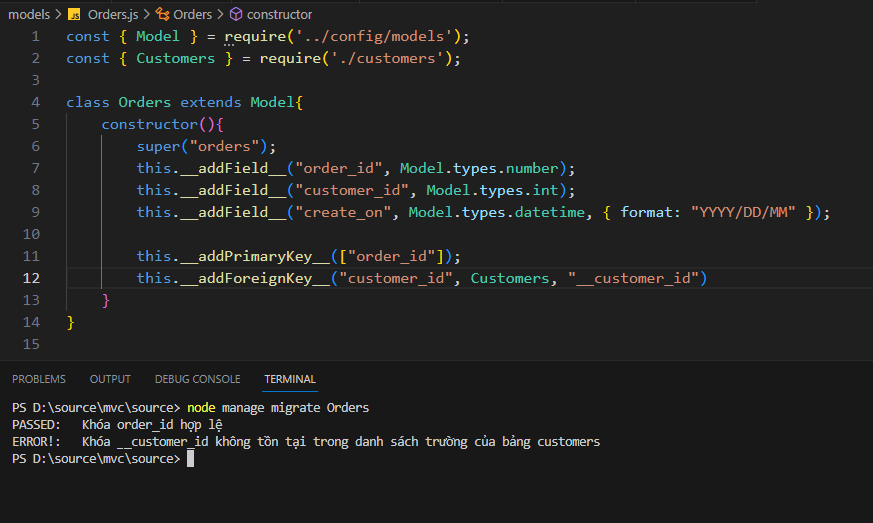 models > JS Orders.js > Orders > constructor
1 const { Model } = require('../config/models');
2 const { Customers } = require('./customers');
3
4 class Orders extends Model{
5 constructor(){
6 super("orders");
7 this.__addField__("order_id", Model.types.number);
8 this.__addField__("customer_id", Model.types.int);
9 this.__addField__("create_on", Model.types.datetime, { format: "YYYY/DD/MM" });
10
11 this.__addPrimaryKey__(["order_id"]);
12 this.__addForeignKey__("customer_id", Customers, "__customer_id")
13 }
14 }
15
PROBLEMS OUTPUT DEBUG CONSOLE TERMINAL
PS D:\source\mvc\source> node manage migrate Orders
PASSED: Khóa order_id hợp lệ
ERROR!: Khóa __customer_id không tồn tại trong danh sách trường của bảng customers
PS D:\source\mvc\source>